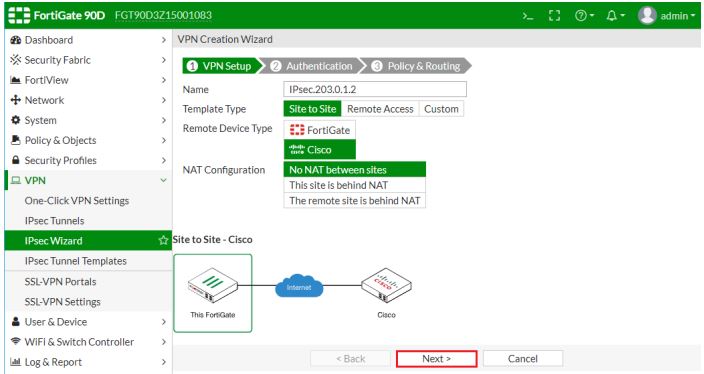 FortiGate 90D FGT90D3Z15001083 >_ admin
Dashboard
Security Fabric
FortiView
Network
System
Policy & Objects
Security Profiles
VPN
One-Click VPN Settings
IPsec Tunnels
IPsec Wizard
IPsec Tunnel Templates
SSL-VPN Portals
SSL-VPN Settings
User & Device
WiFi & Switch Controller
Log & Report
VPN Creation Wizard
1 VPN Setup 2 Authentication 3 Policy & Routing
Name IPsec.203.0.1.2
Template Type Site to Site Remote Access Custom
Remote Device Type FortiGate
cisco Cisco
NAT Configuration No NAT between sites
This site is behind NAT
The remote site is behind NAT
Site to Site - Cisco
Internet
CISCO
This FortiGate Cisco
< Back Next > Cancel